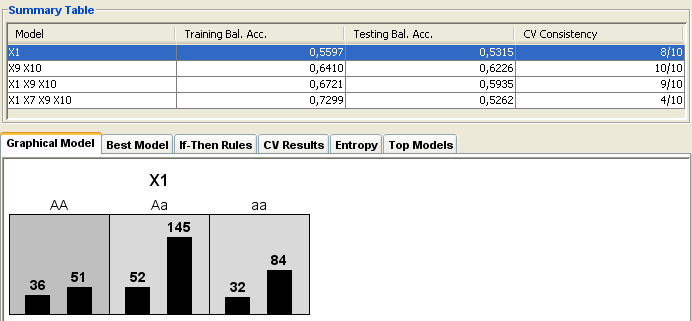 Summary Table
Model Training Bal. Acc. Testing Bal. Acc. CV Consistency
X1 0,5597 0,5315 8/10
X9 X10 0,6410 0,6226 10/10
X1 X9 X10 0,6721 0,5935 9/10
X1 X7 X9 X10 0,7299 0,5262 4/10
Graphical Model Best Model If-Then Rules CV Results Entropy Top Models
X1
AA Aa aa
36 51 52 145 32 84